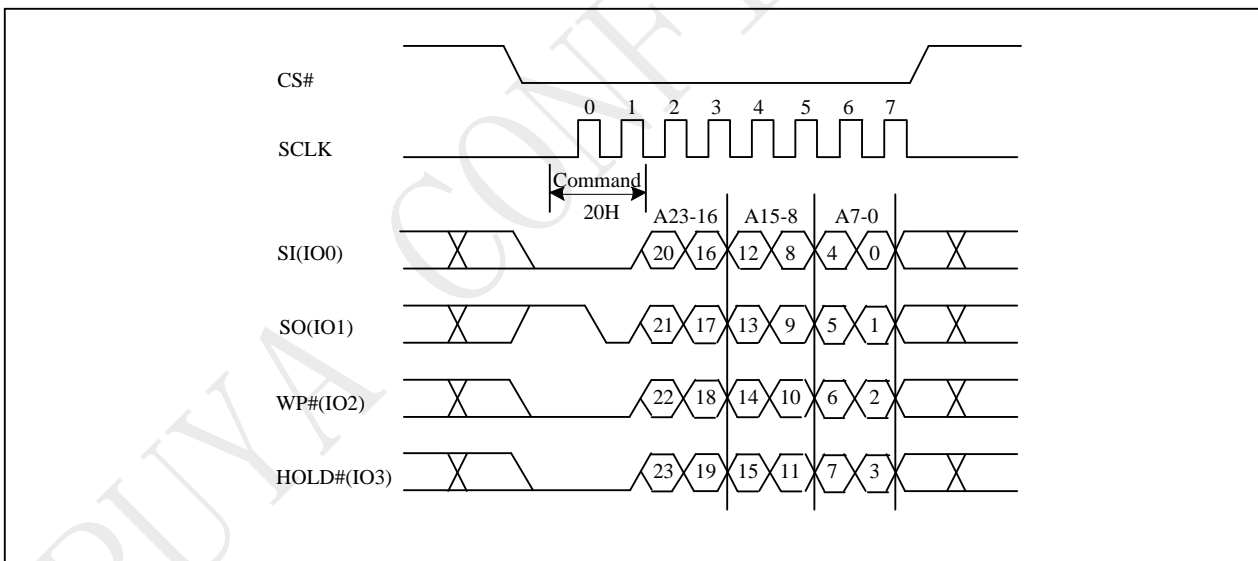 PUYA CONF
CS#
0 1 2 3 4 5 6 7
SCLK
Command
20H
A23-16 A15-8 A7-0
SI(IO0) 20 16 12 8 4 0
SO(IO1) 21 17 13 9 5 1
WP#(IO2) 22 18 14 10 6 2
HOLD#(IO3) 23 19 15 11 7 3